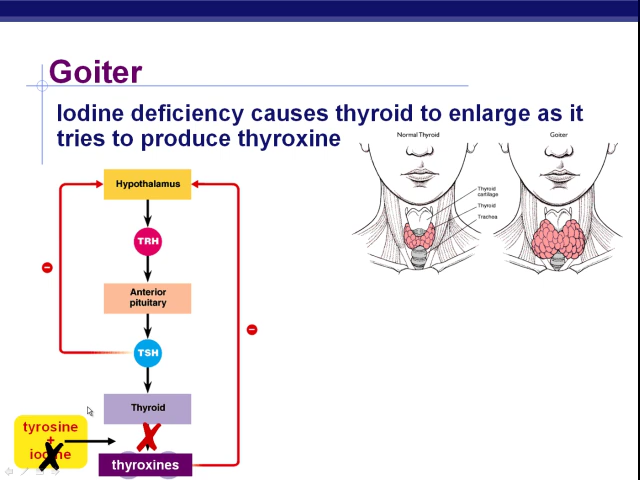 Goiter
Iodine deficiency causes thyroid to enlarge as it
tries to produce thyroxine
Normal Thyroid
Goiter
Thyroid
cartilage
Thyroid
Trachea
Hypothalamus
TRH
Anterior
pituitary
TSH
Thyroid
tyrosine
+
iodine
thyroxines